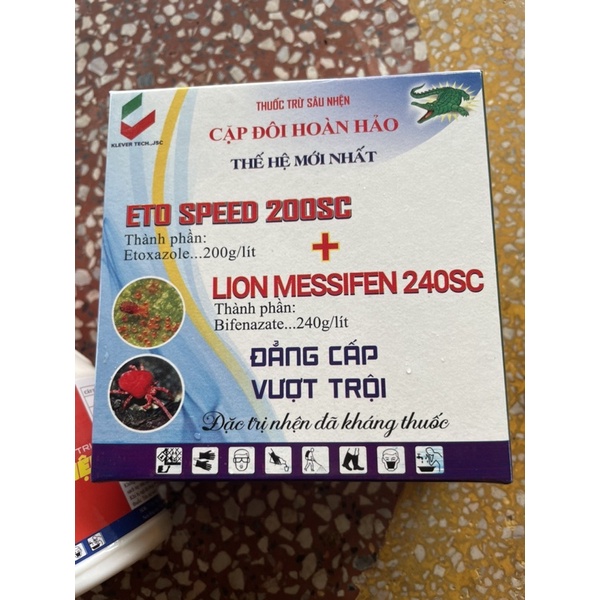 KLEVER TECH.,JSC
THUỐC TRỪ SÂU NHỆN
CẶP ĐÔI HOÀN HẢO
THẾ HỆ MỚI NHẤT
ETO SPEED 200SC
Thành phần:
Etoxazole...200g/lít
+
LION MESSIFEN 240SC
Thành phần:
Bifenazate...240g/lít
ĐẲNG CẤP
VƯỢT TRỘI
Đặc trị nhện đã kháng thuốc